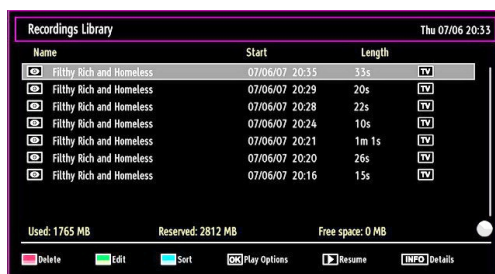 Recordings Library Thu 07/06 20:33
Name Start Length
Filthy Rich and Homeless 07/06/07 20:35 33s TV
Filthy Rich and Homeless 07/06/07 20:29 20s TV
Filthy Rich and Homeless 07/06/07 20:28 22s TV
Filthy Rich and Homeless 07/06/07 20:24 10s TV
Filthy Rich and Homeless 07/06/07 20:21 1m 1s TV
Filthy Rich and Homeless 07/06/07 20:20 26s TV
Filthy Rich and Homeless 07/06/07 20:16 15s TV
Used: 1765 MB Reserved: 2812 MB Free space: 0 MB
Delete Edit Sort OK Play Options Resume INFO Details